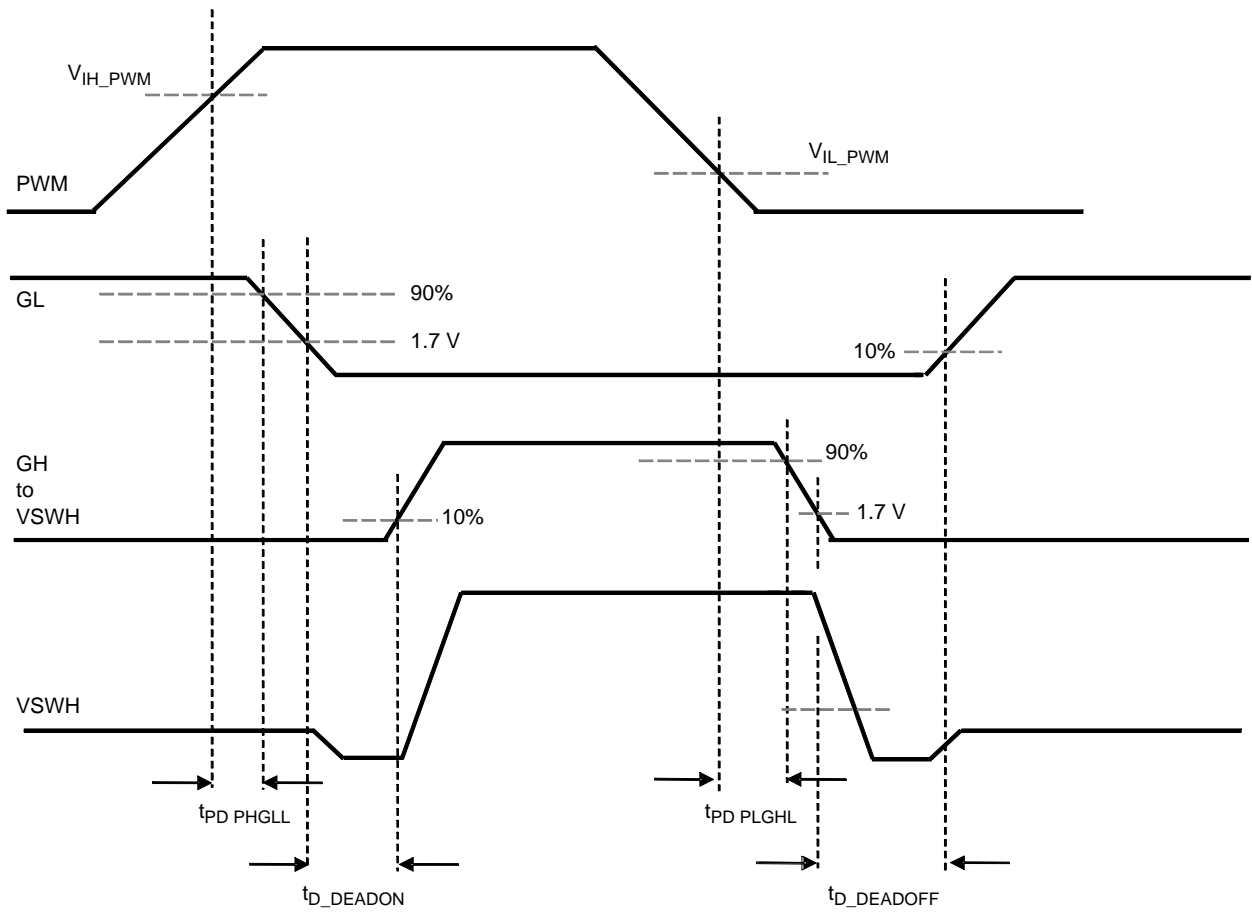 VIH_PWM
VIL_PWM
PWM
GL
90%
1.7 V
10%
GH
to
VSWH
90%
10%
1.7 V
VSWH
tPD PHGLL
tPD PLGHL
tD_DEADON
tD_DEADOFF